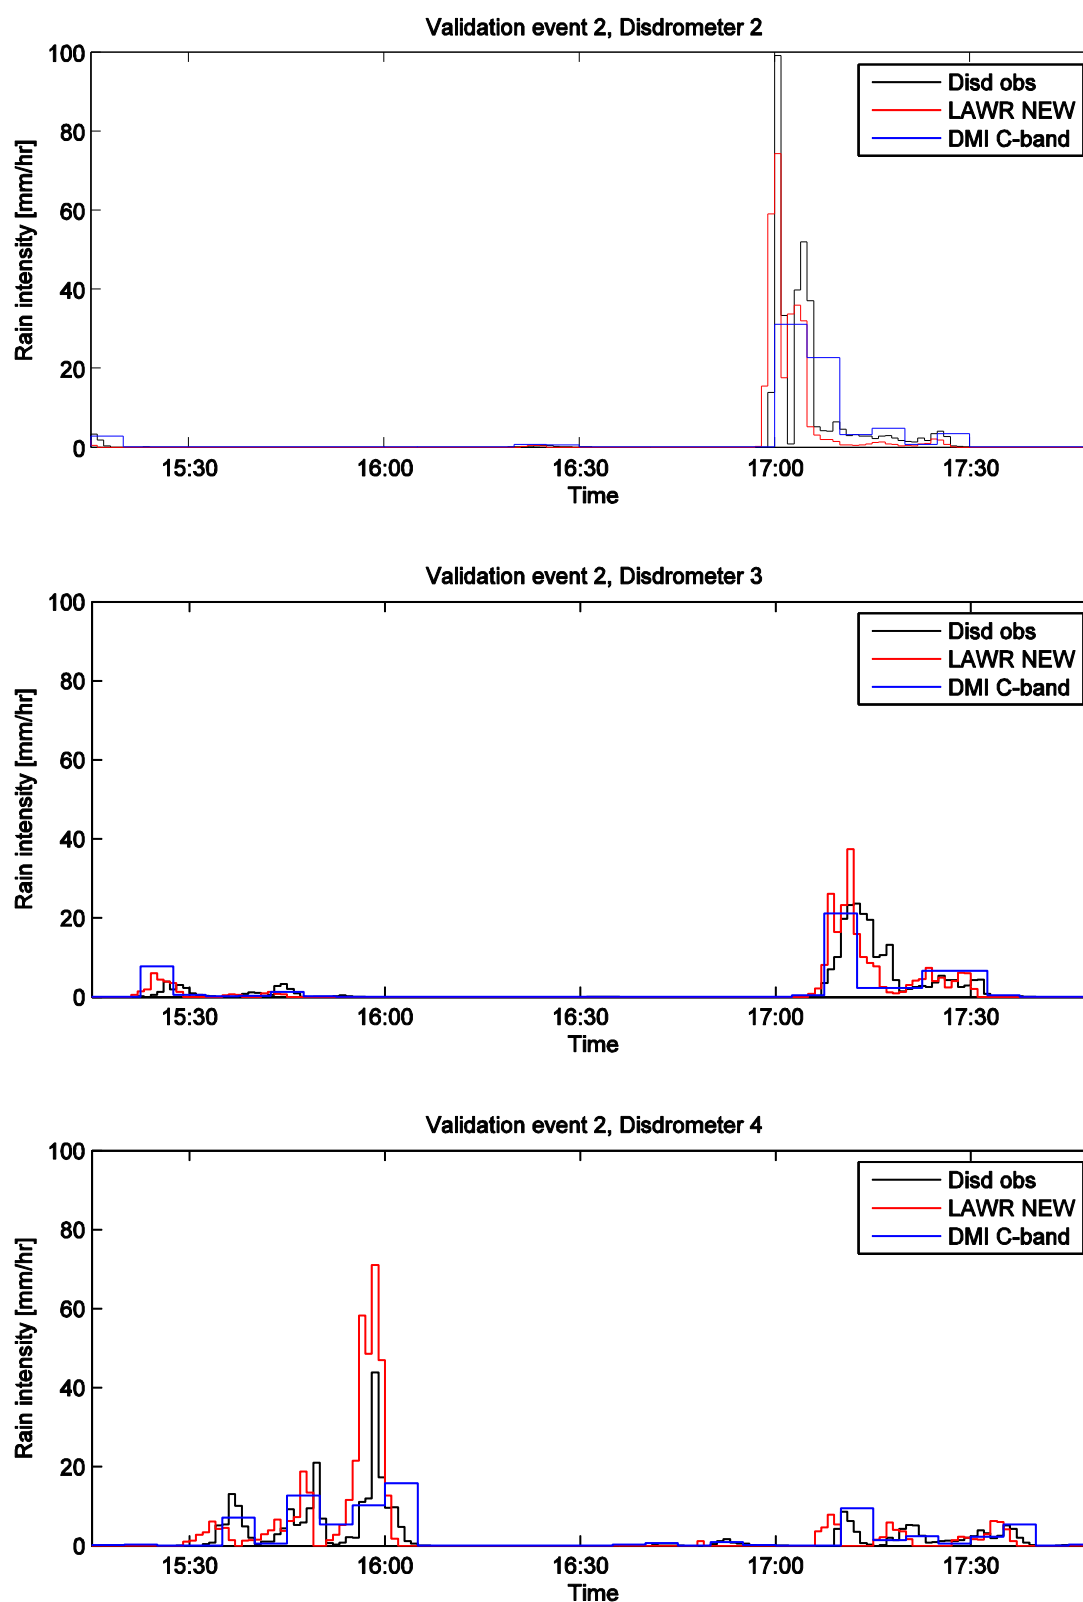 Validation event 2, Disdrometer 2
100
80
60
40
20
0
Rain intensity [mm/hr]
Disd obs
LAWR NEW
DMI C-band
15:30 16:00 16:30 17:00 17:30
Time
Validation event 2, Disdrometer 3
100
80
60
40
20
0
Rain intensity [mm/hr]
Disd obs
LAWR NEW
DMI C-band
15:30 16:00 16:30 17:00 17:30
Time
Validation event 2, Disdrometer 4
100
80
60
40
20
0
Rain intensity [mm/hr]
Disd obs
LAWR NEW
DMI C-band
15:30 16:00 16:30 17:00 17:30
Time